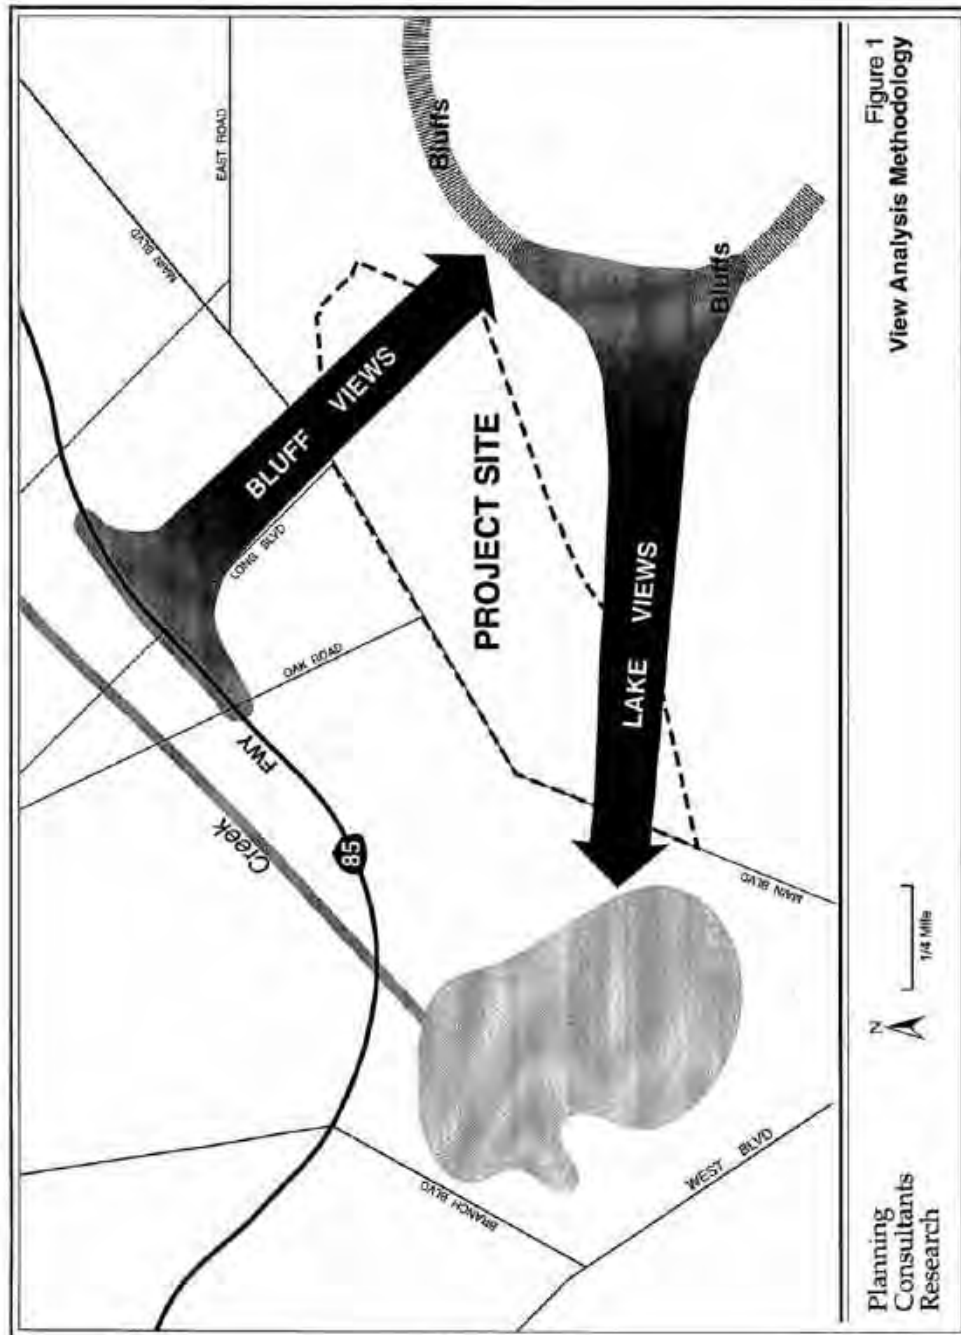 EAST ROAD
MAIN BLVD
Bluffs
BLUFF VIEWS
LONG BLVD
PROJECT SITE
OAK ROAD
FWY
85
Creek
Bluffs
LAKE VIEWS
MAIN BLVD
BRANCH BLVD
WEST BLVD
Planning
Consultants
Research
N
1/4 Mile
Figure 1
View Analysis Methodology